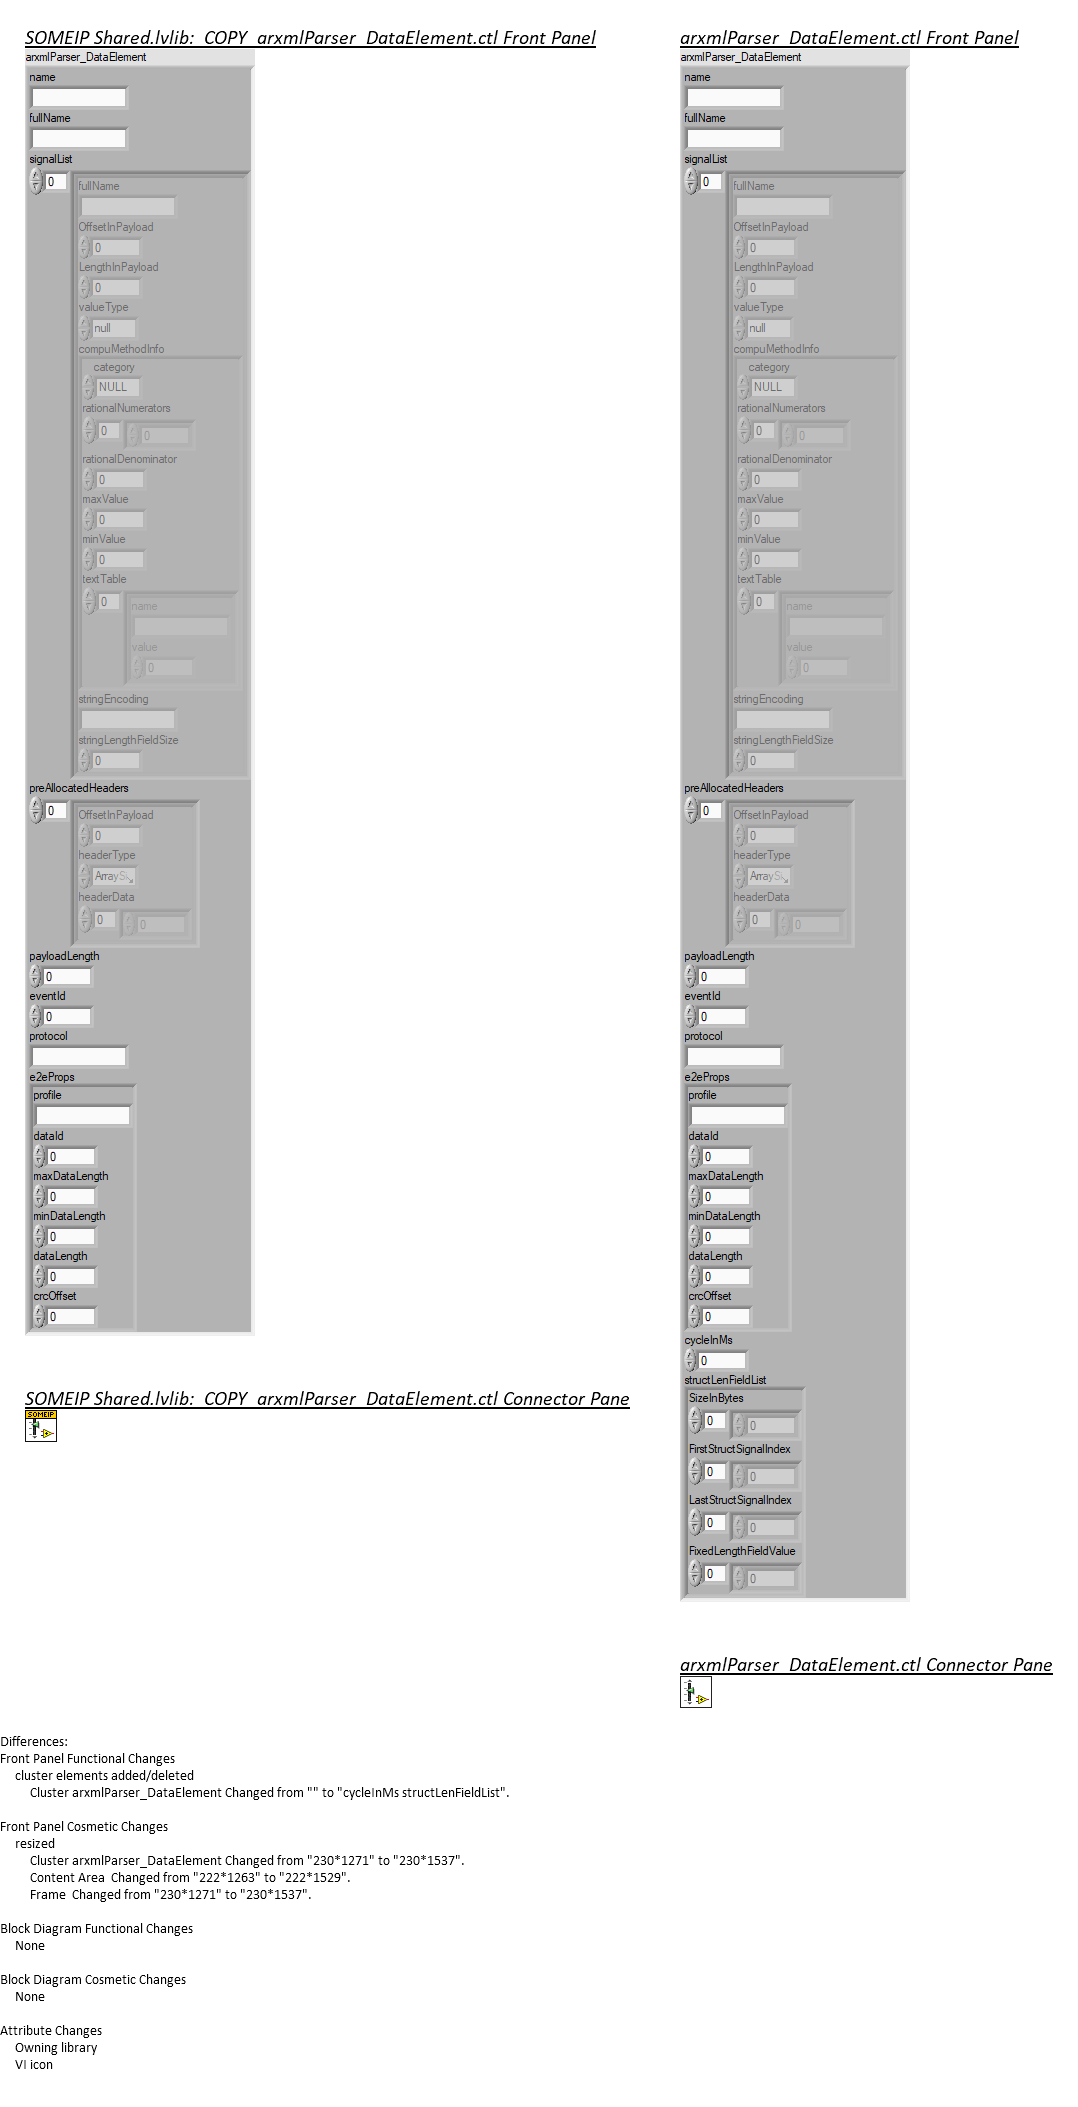 SOMEIP Shared.lvlib:_COPY_arxmlParser_DataElement.ctl Front Panel
arxmlParser_DataElement
name
fullName
signalList
0
fullName
OffsetInPayload
0
LengthInPayload
0
valueType
null
compuMethodInfo
category
NULL
rationalNumerators
0 0
rationalDenominator
0
maxValue
0
minValue
0
textTable
0
name
value
0
stringEncoding
stringLengthFieldSize
0
preAllocatedHeaders
0
OffsetInPayload
0
headerType
ArraySi
headerData
0 0
payloadLength
0
eventId
0
protocol
e2eProps
profile
dataId
0
maxDataLength
0
minDataLength
0
dataLength
0
crcOffset
0
SOMEIP Shared.lvlib:_COPY_arxmlParser_DataElement.ctl Connector Pane
SOMEIP
arxmlParser_DataElement.ctl Front Panel
arxmlParser_DataElement
name
fullName
signalList
0
fullName
OffsetInPayload
0
LengthInPayload
0
valueType
null
compuMethodInfo
category
NULL
rationalNumerators
0 0
rationalDenominator
0
maxValue
0
minValue
0
textTable
0
name
value
0
stringEncoding
stringLengthFieldSize
0
preAllocatedHeaders
0
OffsetInPayload
0
headerType
ArraySi
headerData
0 0
payloadLength
0
eventId
0
protocol
e2eProps
profile
dataId
0
maxDataLength
0
minDataLength
0
dataLength
0
crcOffset
0
cycleInMs
0
structLenFieldList
SizeInBytes
0 0
FirstStructSignalIndex
0 0
LastStructSignalIndex
0 0
FixedLengthFieldValue
0 0
arxmlParser_DataElement.ctl Connector Pane
Differences:
Front Panel Functional Changes
cluster elements added/deleted
Cluster arxmlParser_DataElement Changed from "" to "cycleInMs structLenFieldList".
Front Panel Cosmetic Changes
resized
Cluster arxmlParser_DataElement Changed from "230*1271" to "230*1537".
Content Area  Changed from "222*1263" to "222*1529".
Frame  Changed from "230*1271" to "230*1537".
Block Diagram Functional Changes
None
Block Diagram Cosmetic Changes
None
Attribute Changes
Owning library
VI icon